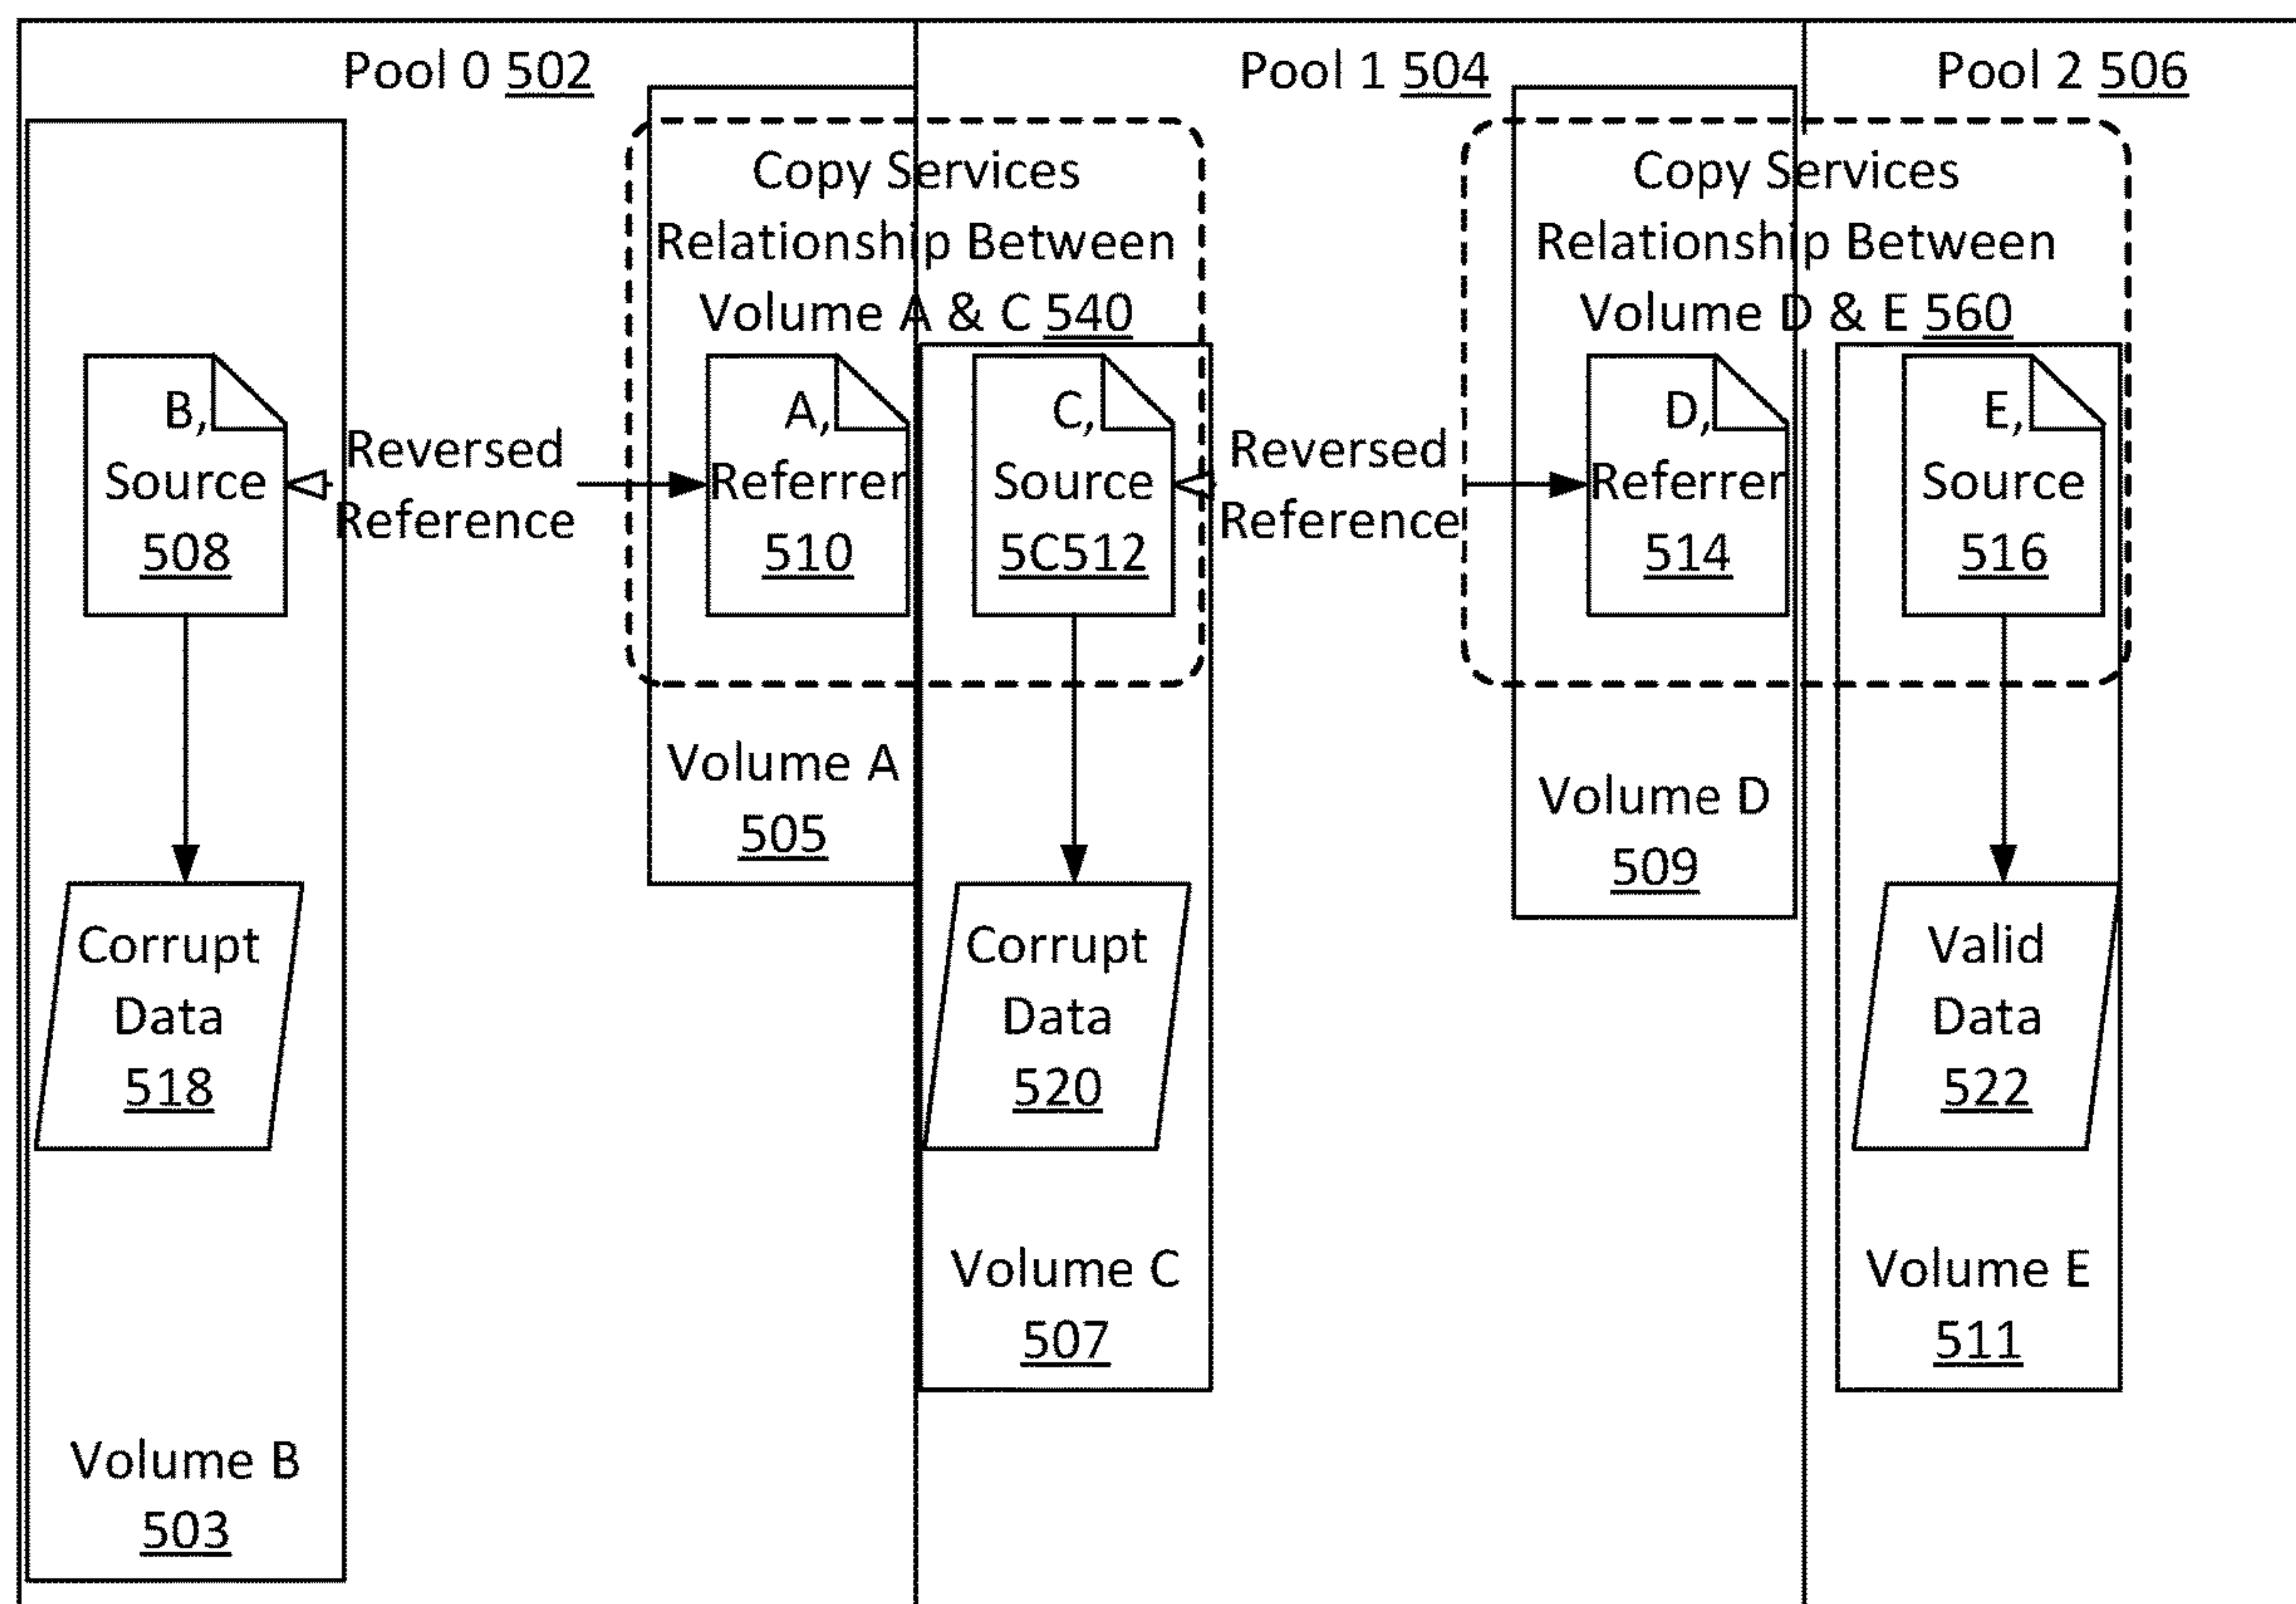 Pool 0 502
Pool 1 504
Pool 2 506
Copy Services
Relationship Between
Volume A & C 540
Copy Services
Relationship Between
Volume D & E 560
B,
Source
508
Reversed
Reference
A,
Referrer
510
C,
Source
5C512
Reversed
Reference
D,
Referrer
514
E,
Source
516
Volume A
505
Volume D
509
Corrupt
Data
518
Corrupt
Data
520
Valid
Data
522
Volume C
507
Volume E
511
Volume B
503